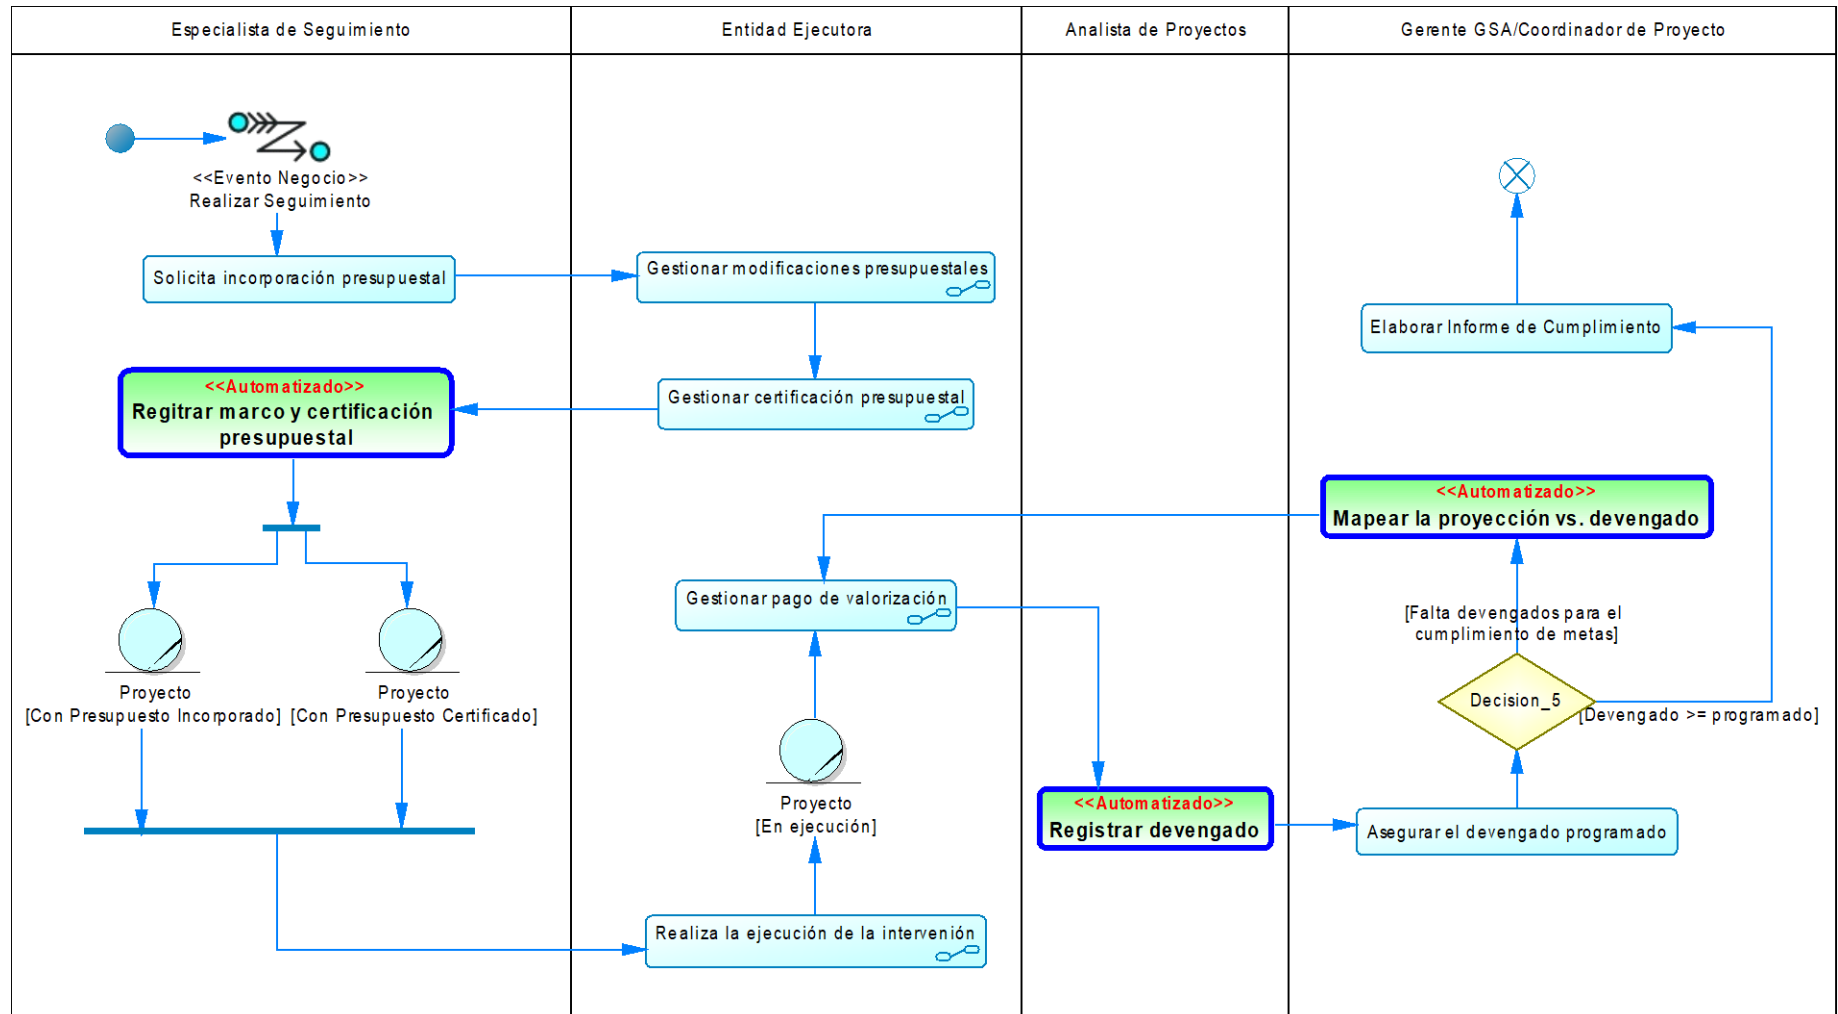 Especialista de Seguimiento
Entidad Ejecutora
Analista de Proyectos
Gerente GSA/Coordinador de Proyecto
<<Evento Negocio>>
Realizar Seguimiento
Solicita incorporación presupuestal
Gestionar modificaciones presupuestales
Elaborar Informe de Cumplimiento
<<Automatizado>>
Regitrar marco y certificación
presupuestal
Gestionar certificación presupuestal
<<Automatizado>>
Mapear la proyección vs. devengado
Gestionar pago de valorización
[Falta devengados para el
cumplimiento de metas]
Proyecto
[Con Presupuesto Incorporado]
Proyecto
[Con Presupuesto Certificado]
Decision_5
[Devengado >= programado]
Proyecto
[En ejecución]
<<Automatizado>>
Registrar devengado
Asegurar el devengado programado
Realiza la ejecución de la intervenión